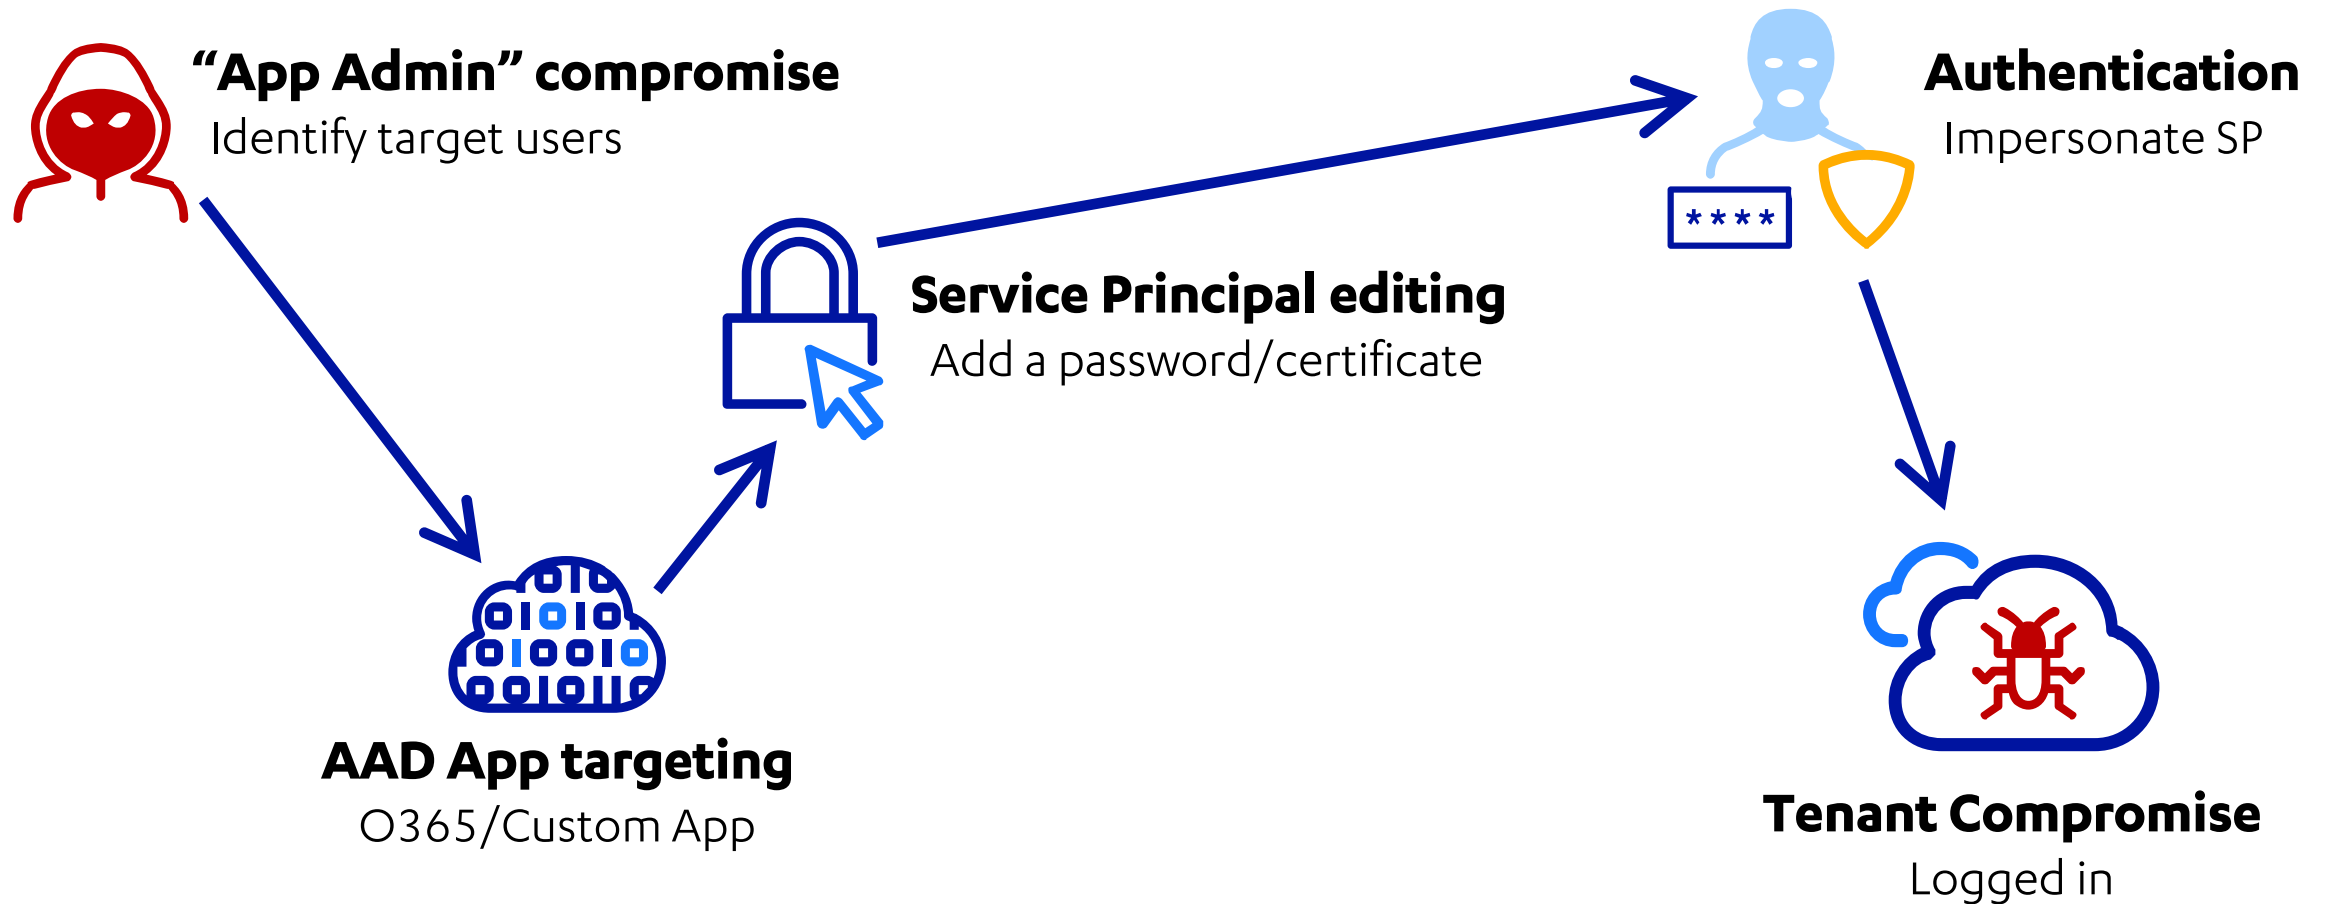 “App Admin” compromise
Identify target users
AAD App targeting
O365/Custom App
Service Principal editing
Add a password/certificate
Authentication
Impersonate SP
****
Tenant Compromise
Logged in